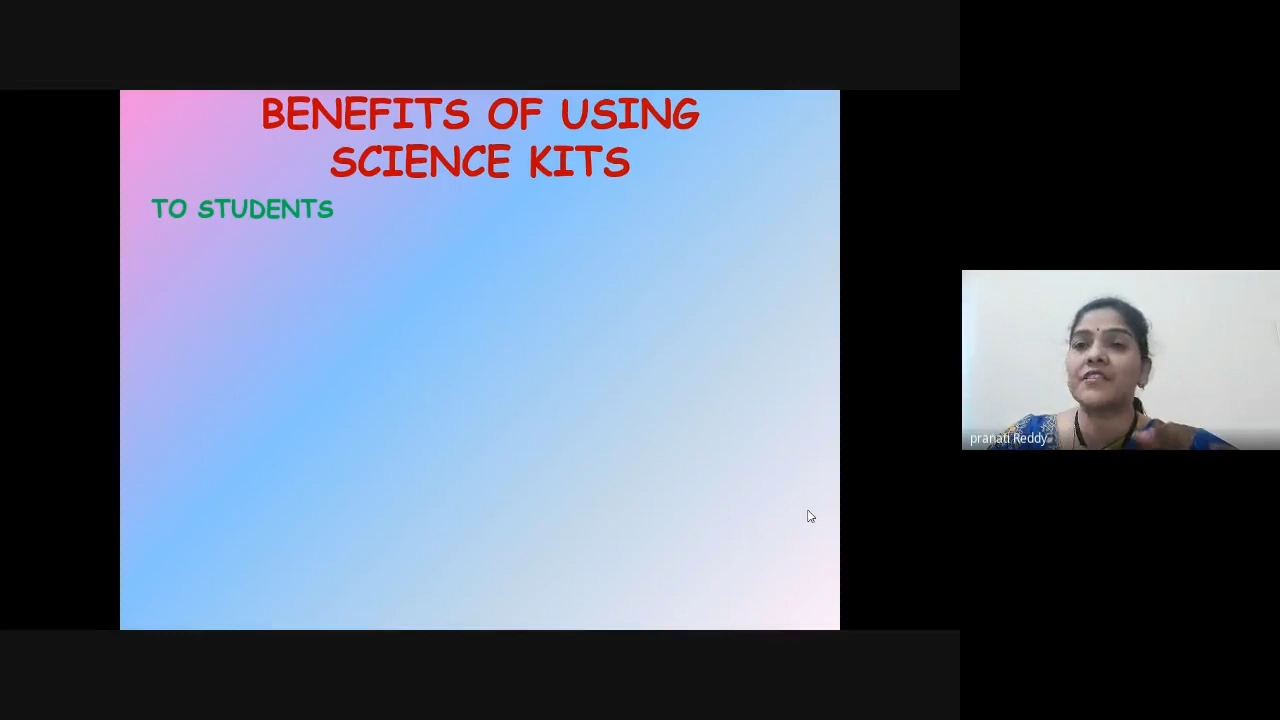 BENEFITS OF USING
SCIENCE KITS
TO STUDENTS
pranati Reddy